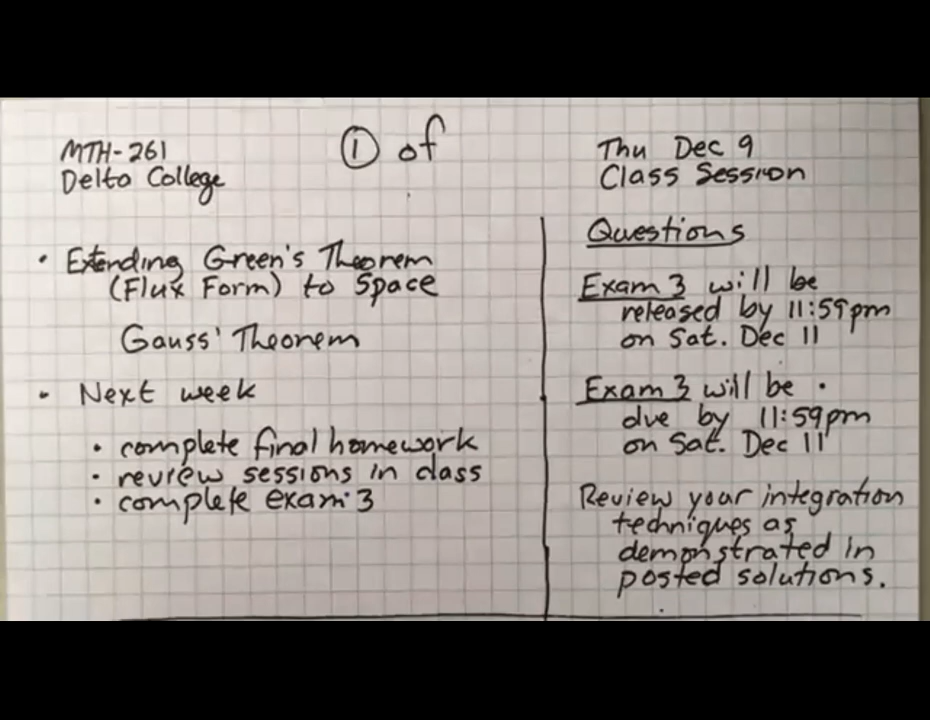 MTH-261
Delta College
① of
Thu Dec 9
Class Session
• Extending Green's Theorem
(Flux Form) to Space
Gauss' Theorem
• Next week
• complete final homework
• review sessions in class
• complete exam 3
Questions
Exam 3 will be
released by 11:59pm
on Sat. Dec 11
Exam 3 will be
due by 11:59pm
on Sat. Dec 11
Review your integration
techniques as
demonstrated in
posted solutions.